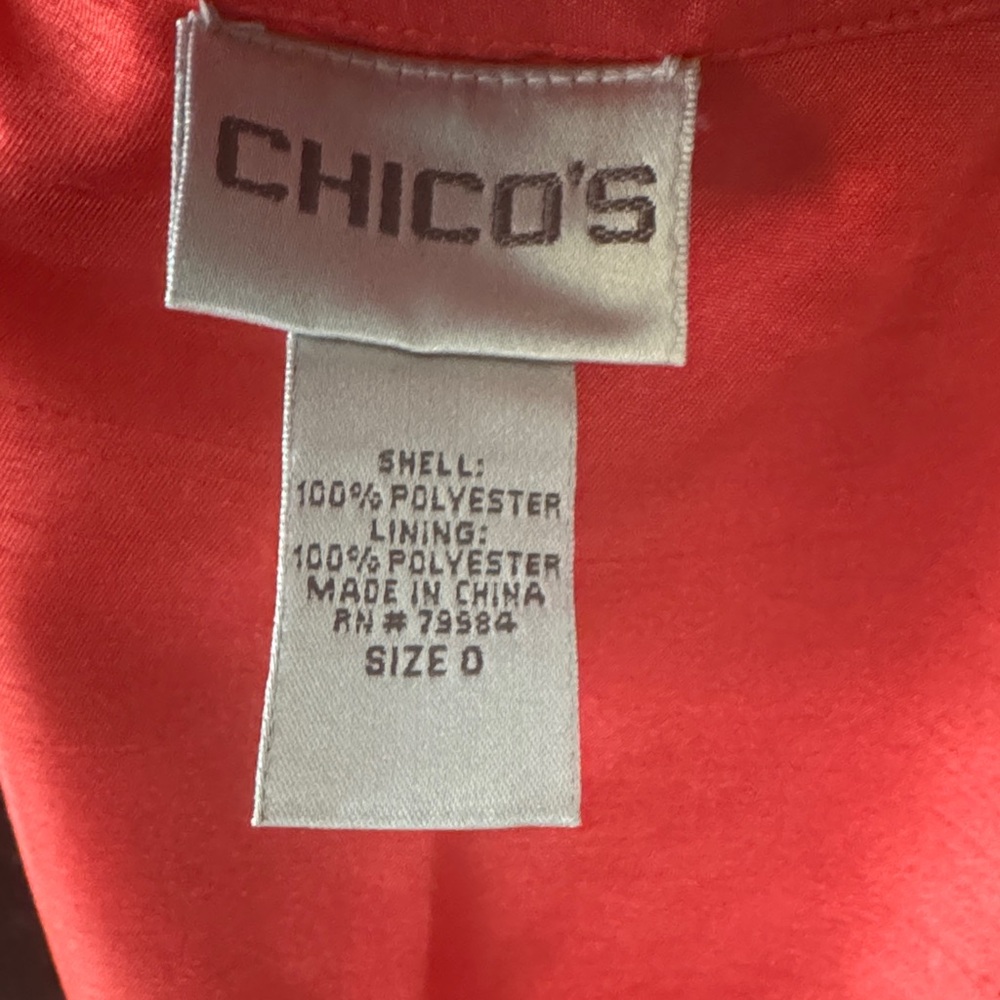 CHICO'S
SHELL:
100% POLYESTER
LINING:
100% POLYESTER
MADE IN CHINA
RN # 79984
SIZE 0